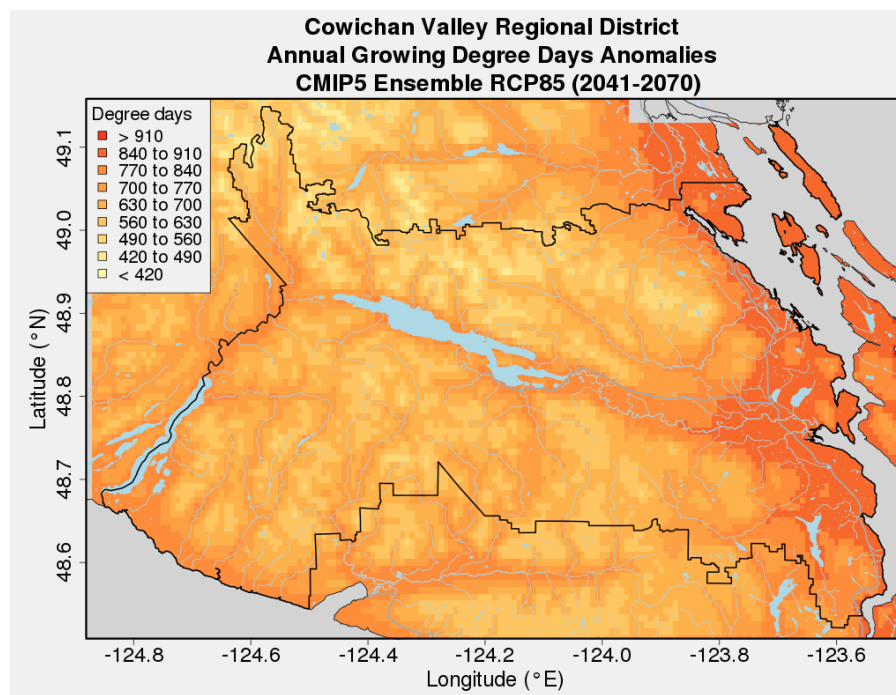 Cowichan Valley Regional District
Annual Growing Degree Days Anomalies
CMIP5 Ensemble RCP85 (2041-2070)
Degree days
> 910
840 to 910
770 to 840
700 to 770
630 to 700
560 to 630
490 to 560
420 to 490
< 420
Latitude (°N)
49.1
49.0
48.9
48.8
48.7
48.6
-124.8 -124.6 -124.4 -124.2 -124.0 -123.8 -123.6
Longitude (°E)